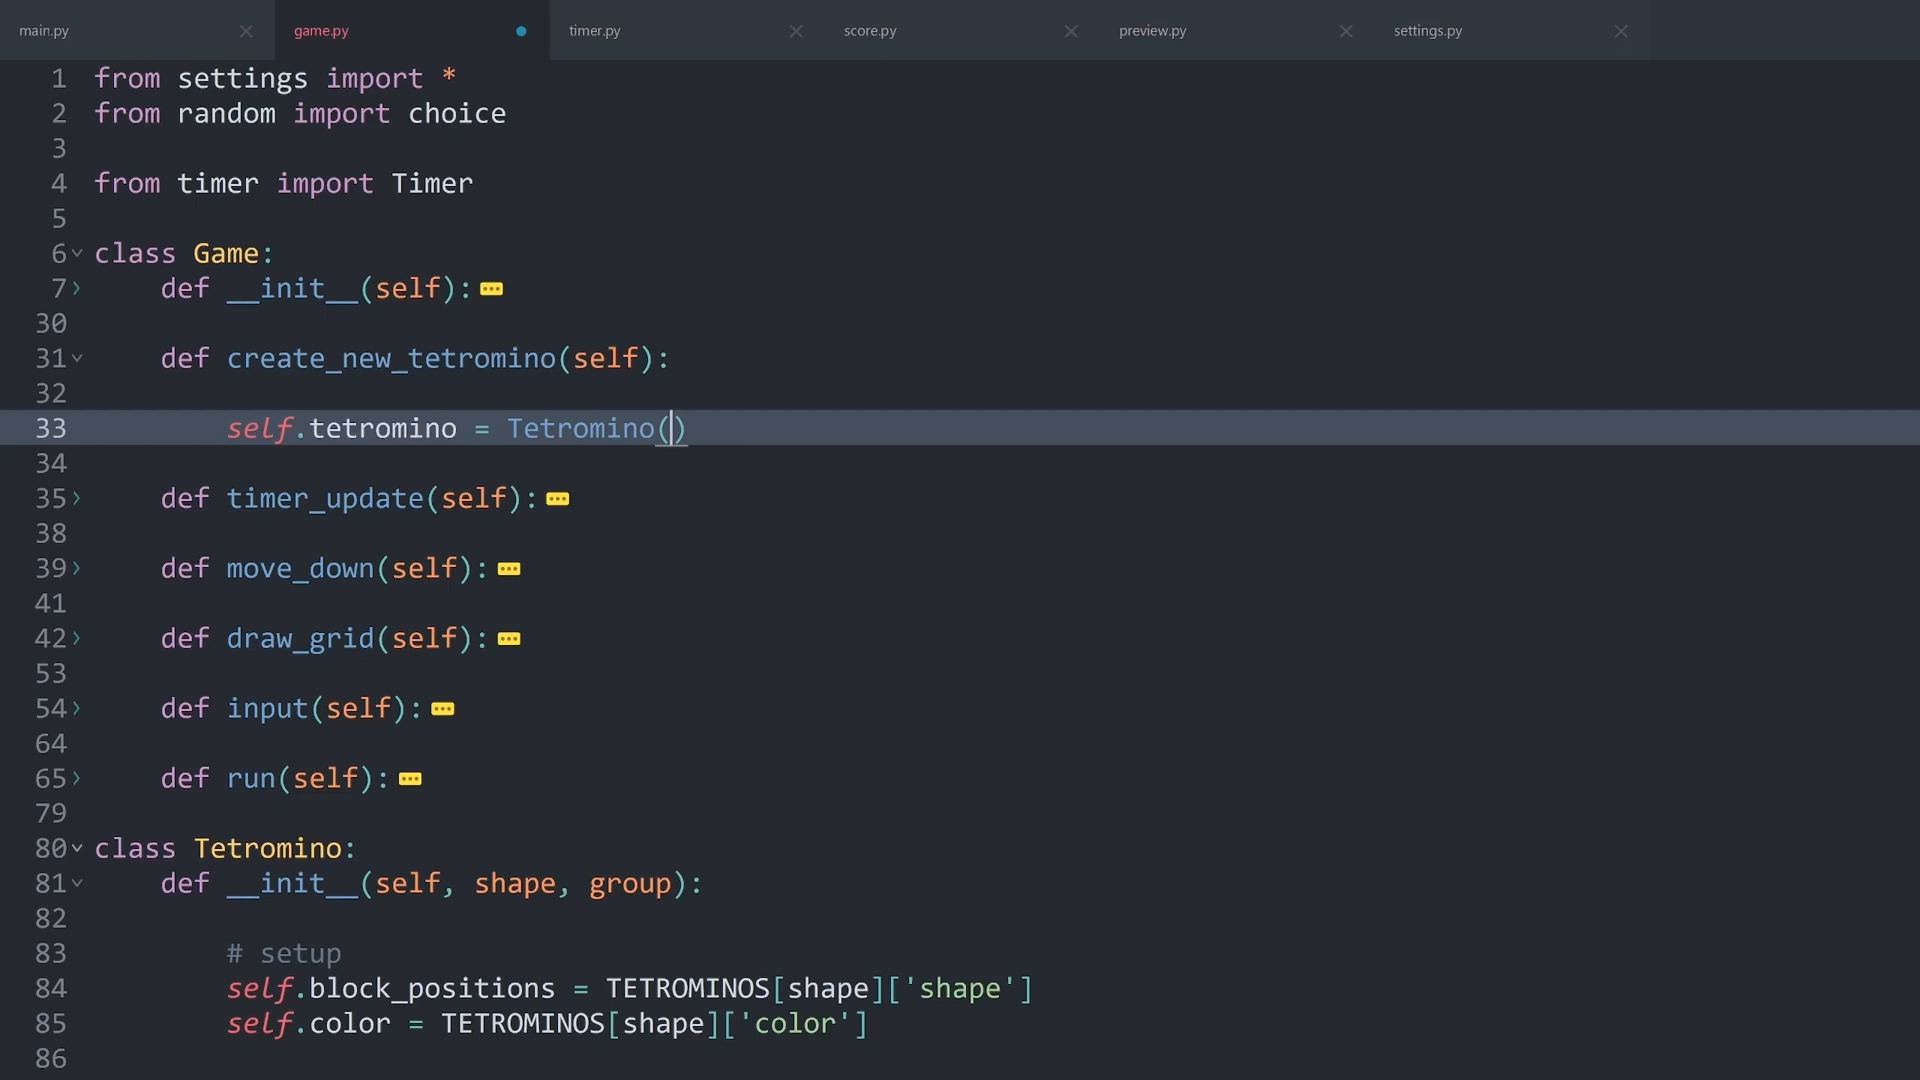 main.py game.py timer.py score.py preview.py settings.py
1 from settings import *
2 from random import choice
3
4 from timer import Timer
5
6 class Game:
7     def __init__(self):
30
31     def create_new_tetromino(self):
32
33         self.tetromino = Tetromino()
34
35     def timer_update(self):
38
39     def move_down(self):
41
42     def draw_grid(self):
53
54     def input(self):
64
65     def run(self):
79
80 class Tetromino:
81     def __init__(self, shape, group):
82
83         # setup
84         self.block_positions = TETROMINOS[shape]['shape']
85         self.color = TETROMINOS[shape]['color']
86